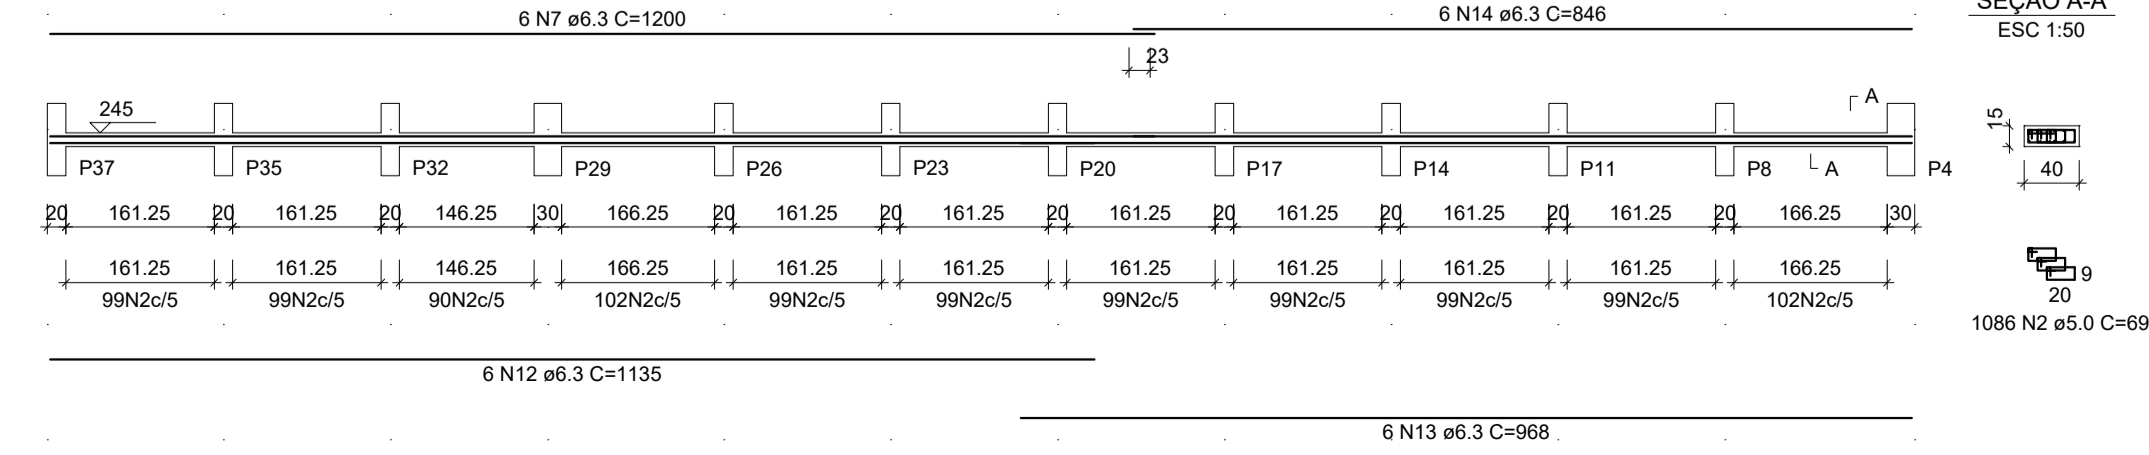 6 N7 ø6.3 C=1200
6 N14 ø6.3 C=846
SEÇÃO A-A
ESC 1:50
23
245
A
15
P37 P35 P32 P29 P26 P23 P20 P17 P14 P11 P8 A P4
40
20 161.25 20 161.25 20 146.25 30 166.25 20 161.25 20 161.25 20 161.25 20 161.25 20 161.25 20 161.25 20 166.25 30
161.25 161.25 146.25 166.25 161.25 161.25 161.25 161.25 161.25 161.25 166.25
9
99N2c/5 99N2c/5 90N2c/5 102N2c/5 99N2c/5 99N2c/5 99N2c/5 99N2c/5 99N2c/5 99N2c/5 102N2c/5
20
1086 N2 ø5.0 C=69
6 N12 ø6.3 C=1135
6 N13 ø6.3 C=968